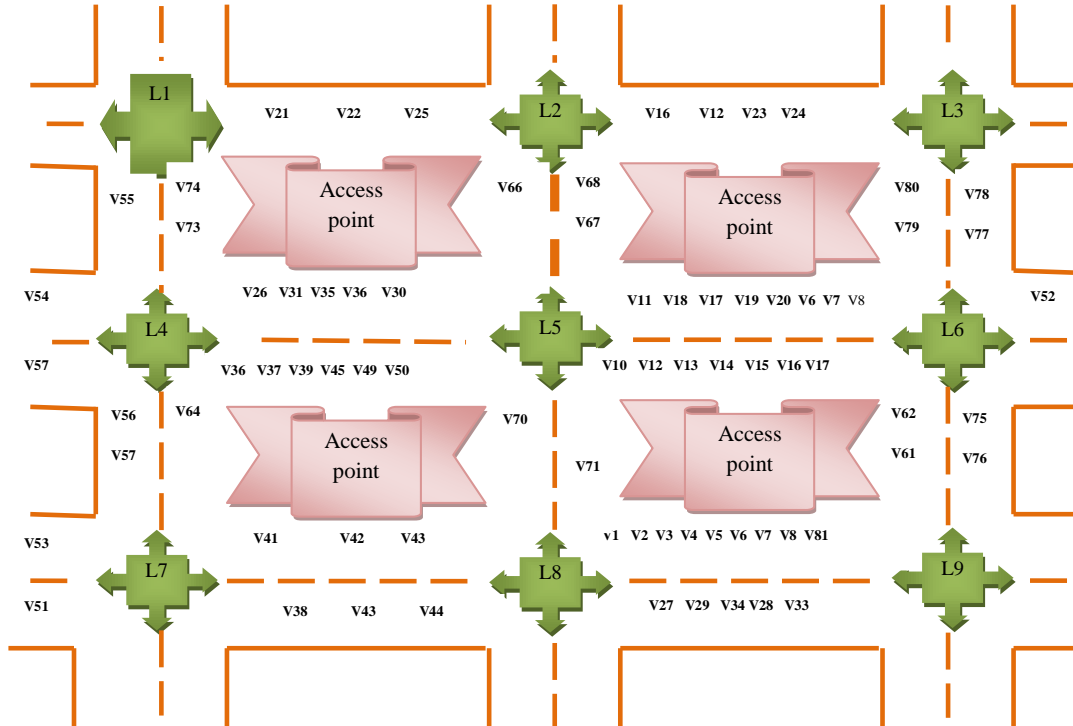 L1
L2
L3
V21 V22 V25
V16 V12 V23 V24
V55 V74
V73
Access
point
V66 V68
V67
Access
point
V80 V78
V79 V77
V54
V26 V31 V35 V36 V30
V11 V18 V17 V19 V20 V6 V7 V8
V52
L4
L5
L6
V57
V36 V37 V39 V45 V49 V50
V10 V12 V13 V14 V15 V16 V17
V56 V64
V57
Access
point
V70
V71
Access
point
V62 V75
V61 V76
V53
V41 V42 V43
v1 V2 V3 V4 V5 V6 V7 V8 V81
L7
L8
L9
V51
V38 V43 V44
V27 V29 V34 V28 V33